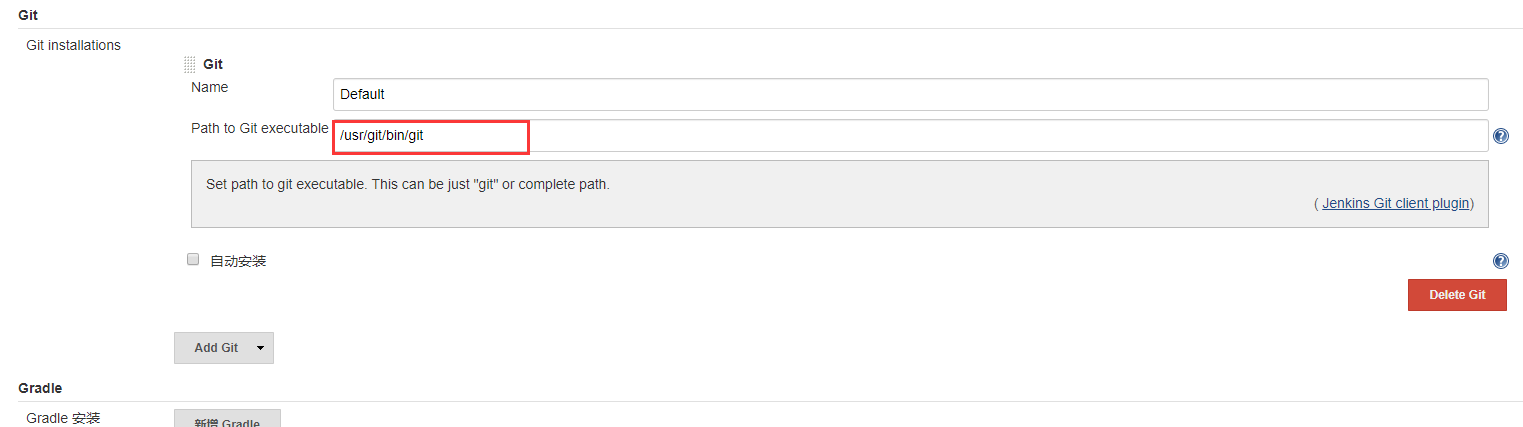 Git
Git installations
Git
Name
Default
Path to Git executable
/usr/git/bin/git
Set path to git executable. This can be just "git" or complete path.
( Jenkins Git client plugin)
自动安装
Delete Git
Add Git
Gradle
Gradle 安装
新增 Gradle